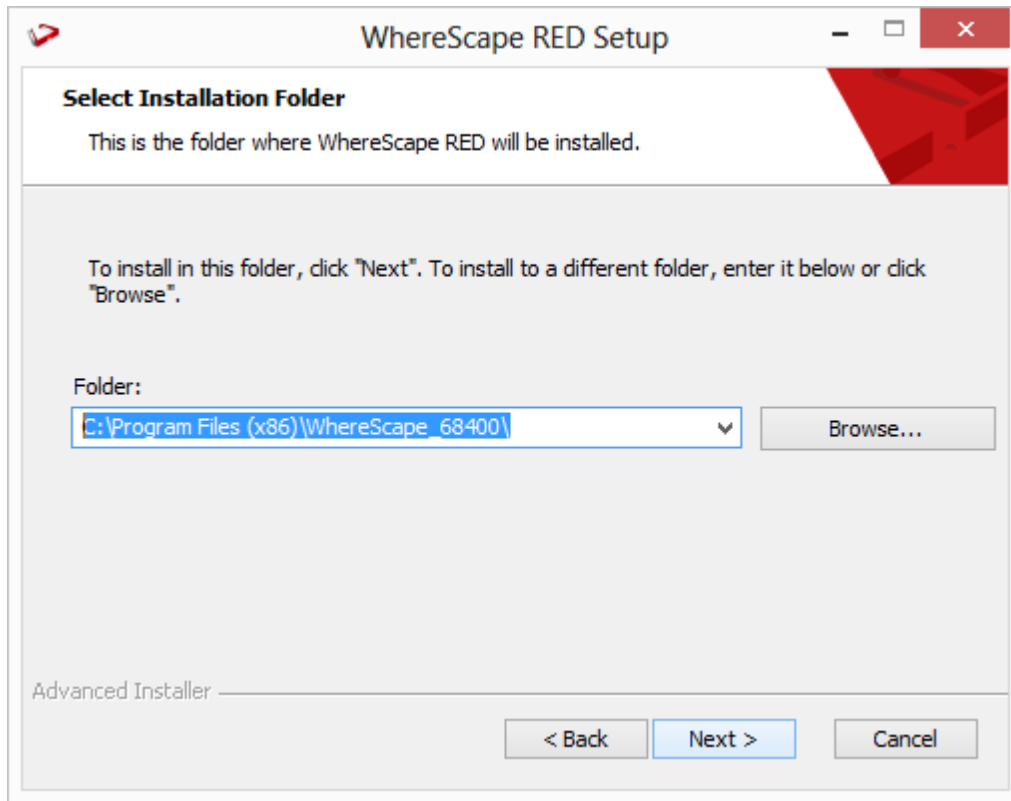 WhereScape RED Setup
Select Installation Folder
This is the folder where WhereScape RED will be installed.
To install in this folder, click "Next". To install to a different folder, enter it below or click
"Browse".
Folder:
C:\Program Files (x86)\WhereScape_68400\
Browse...
Advanced Installer
< Back
Next >
Cancel